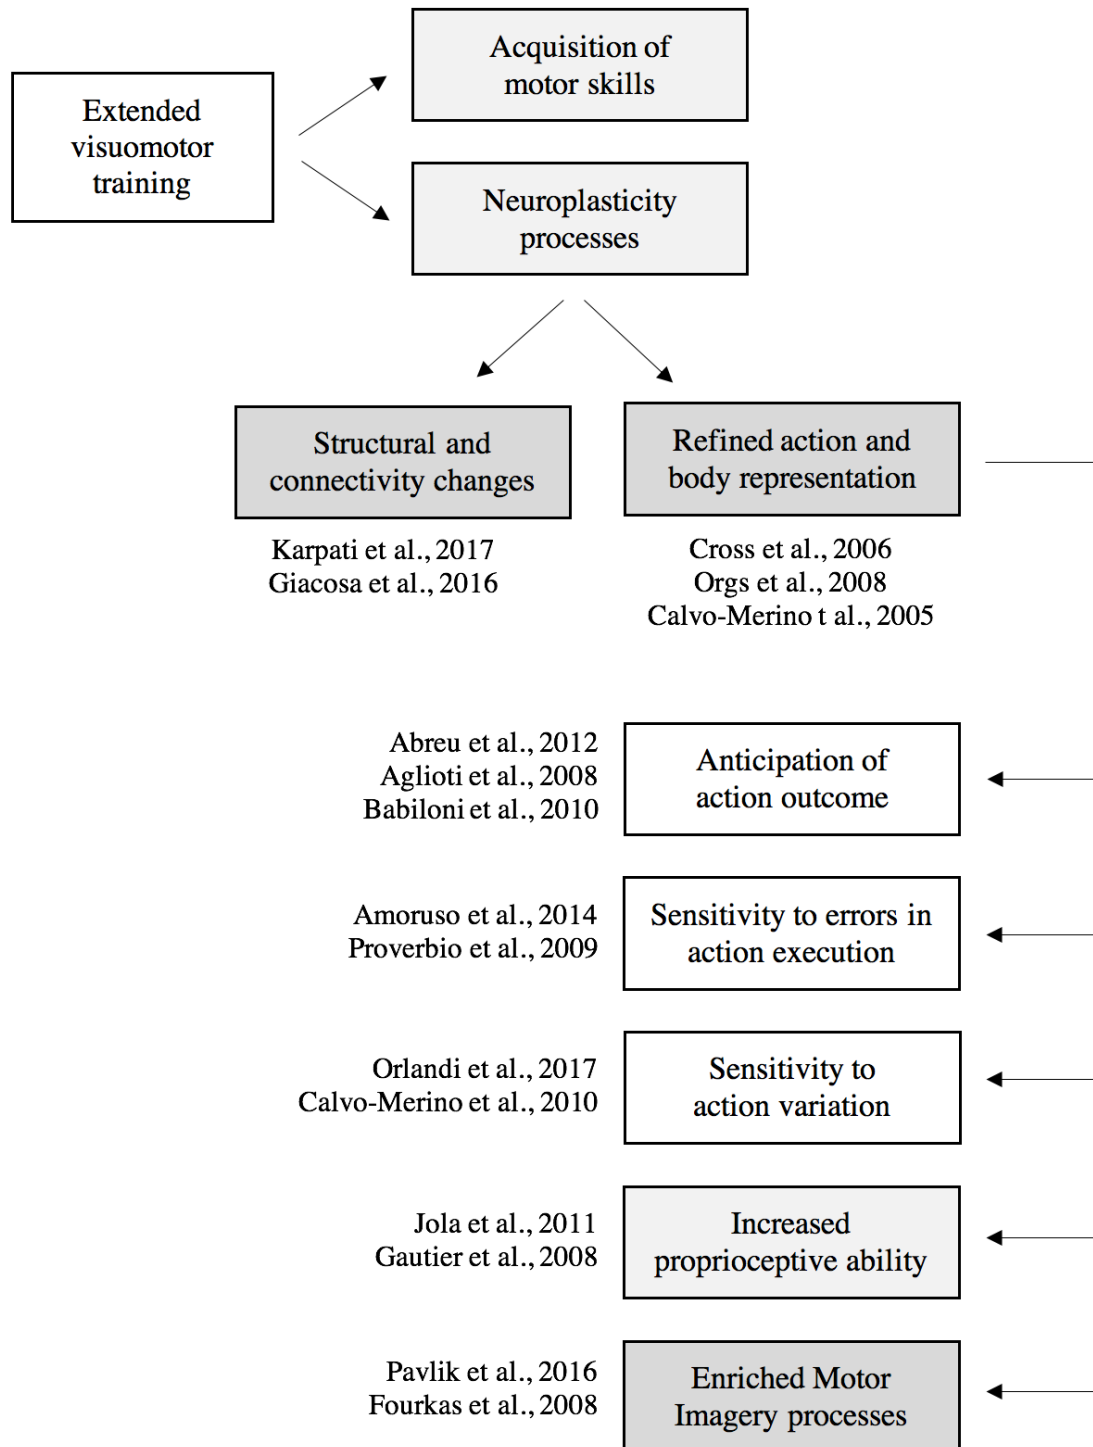 Acquisition of
motor skills
Extended
visuomotor
training
Neuroplasticity
processes
Structural and
connectivity changes
Refined action and
body representation
Karpati et al., 2017
Giacosa et al., 2016
Cross et al., 2006
Orgs et al., 2008
Calvo-Merino t al., 2005
Abreu et al., 2012
Aglioti et al., 2008
Babiloni et al., 2010
Anticipation of
action outcome
Amoruso et al., 2014
Proverbio et al., 2009
Sensitivity to errors in
action execution
Orlandi et al., 2017
Calvo-Merino et al., 2010
Sensitivity to
action variation
Jola et al., 2011
Gautier et al., 2008
Increased
proprioceptive ability
Pavlik et al., 2016
Fourkas et al., 2008
Enriched Motor
Imagery processes